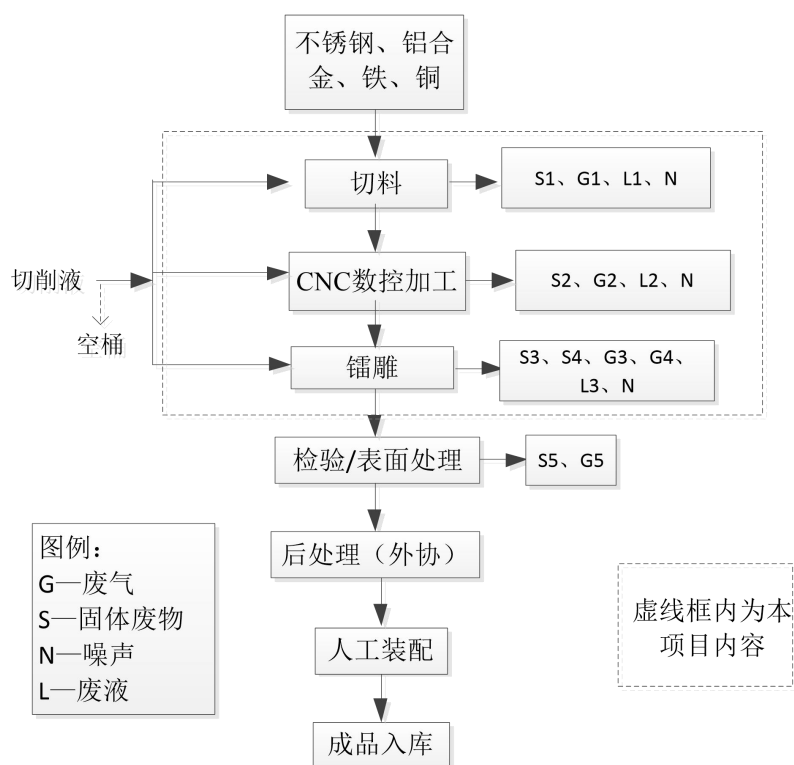 不锈钢、铝合
金、铁、铜
切料
S1、G1、L1、N
切削液
空桶
CNC数控加工
S2、G2、L2、N
镭雕
S3、S4、G3、G4、
L3、N
检验/表面处理
S5、G5
后处理（外协）
人工装配
成品入库
图例：
G—废气
S—固体废物
N—噪声
L—废液
虚线框内为本
项目内容